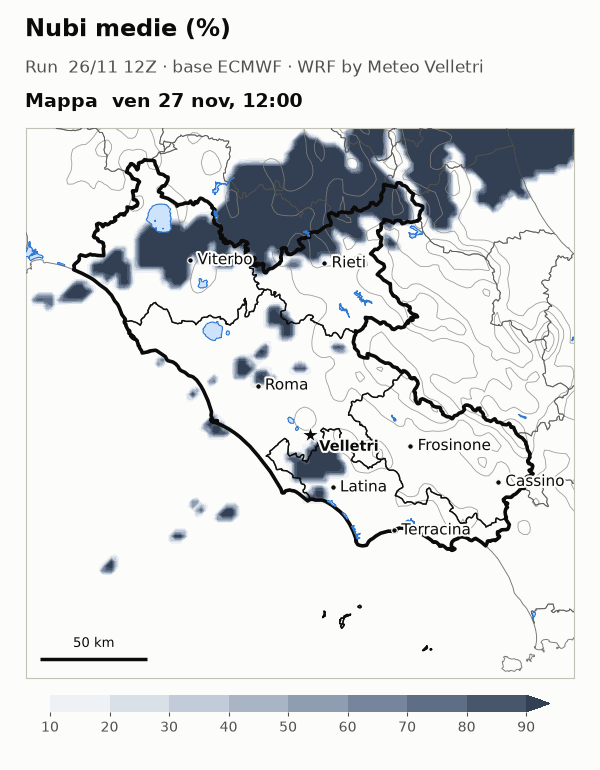 Nubi medie (%)
Run  26/11 12Z · base ECMWF · WRF by Meteo Velletri
Mappa  ven 27 nov, 12:00
Viterbo
Rieti
Roma
Velletri
Frosinone
Cassino
Latina
Terracina
50 km
10 20 30 40 50 60 70 80 90